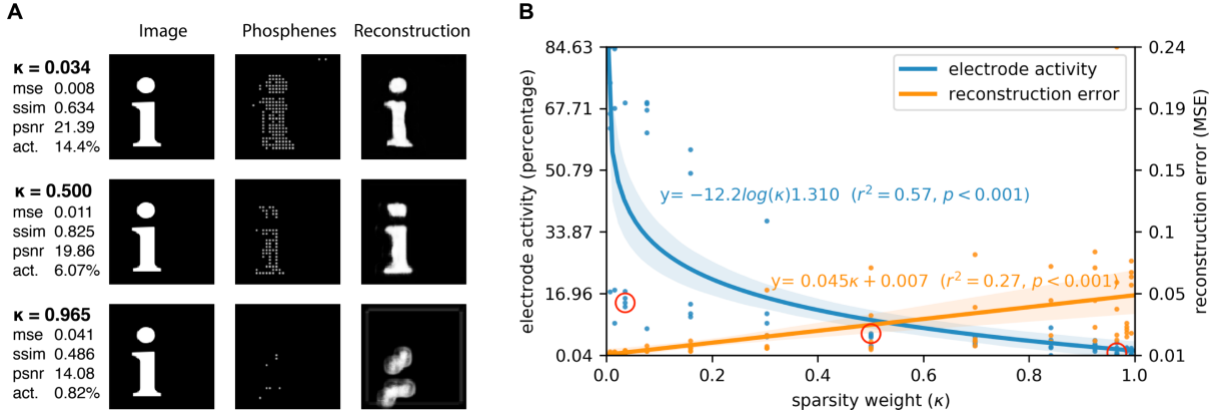 A
Image Phosphenes Reconstruction
κ = 0.034
mse 0.008
ssim 0.634
psnr 21.39
act. 14.4%
κ = 0.500
mse 0.011
ssim 0.825
psnr 19.86
act. 6.07%
κ = 0.965
mse 0.041
ssim 0.486
psnr 14.08
act. 0.82%
i
i
i
B
electrode activity (percentage)
84.63
67.71
50.79
33.87
16.96
0.04
electrode activity
reconstruction error
y= −12.2log(κ)1.310 (r² = 0.57, p < 0.001)
y= 0.045κ + 0.007 (r² = 0.27, p < 0.001)
0.24
0.19
0.15
0.1
0.05
0.01
reconstruction error (MSE)
0.0 0.2 0.4 0.6 0.8 1.0
sparsity weight (κ)